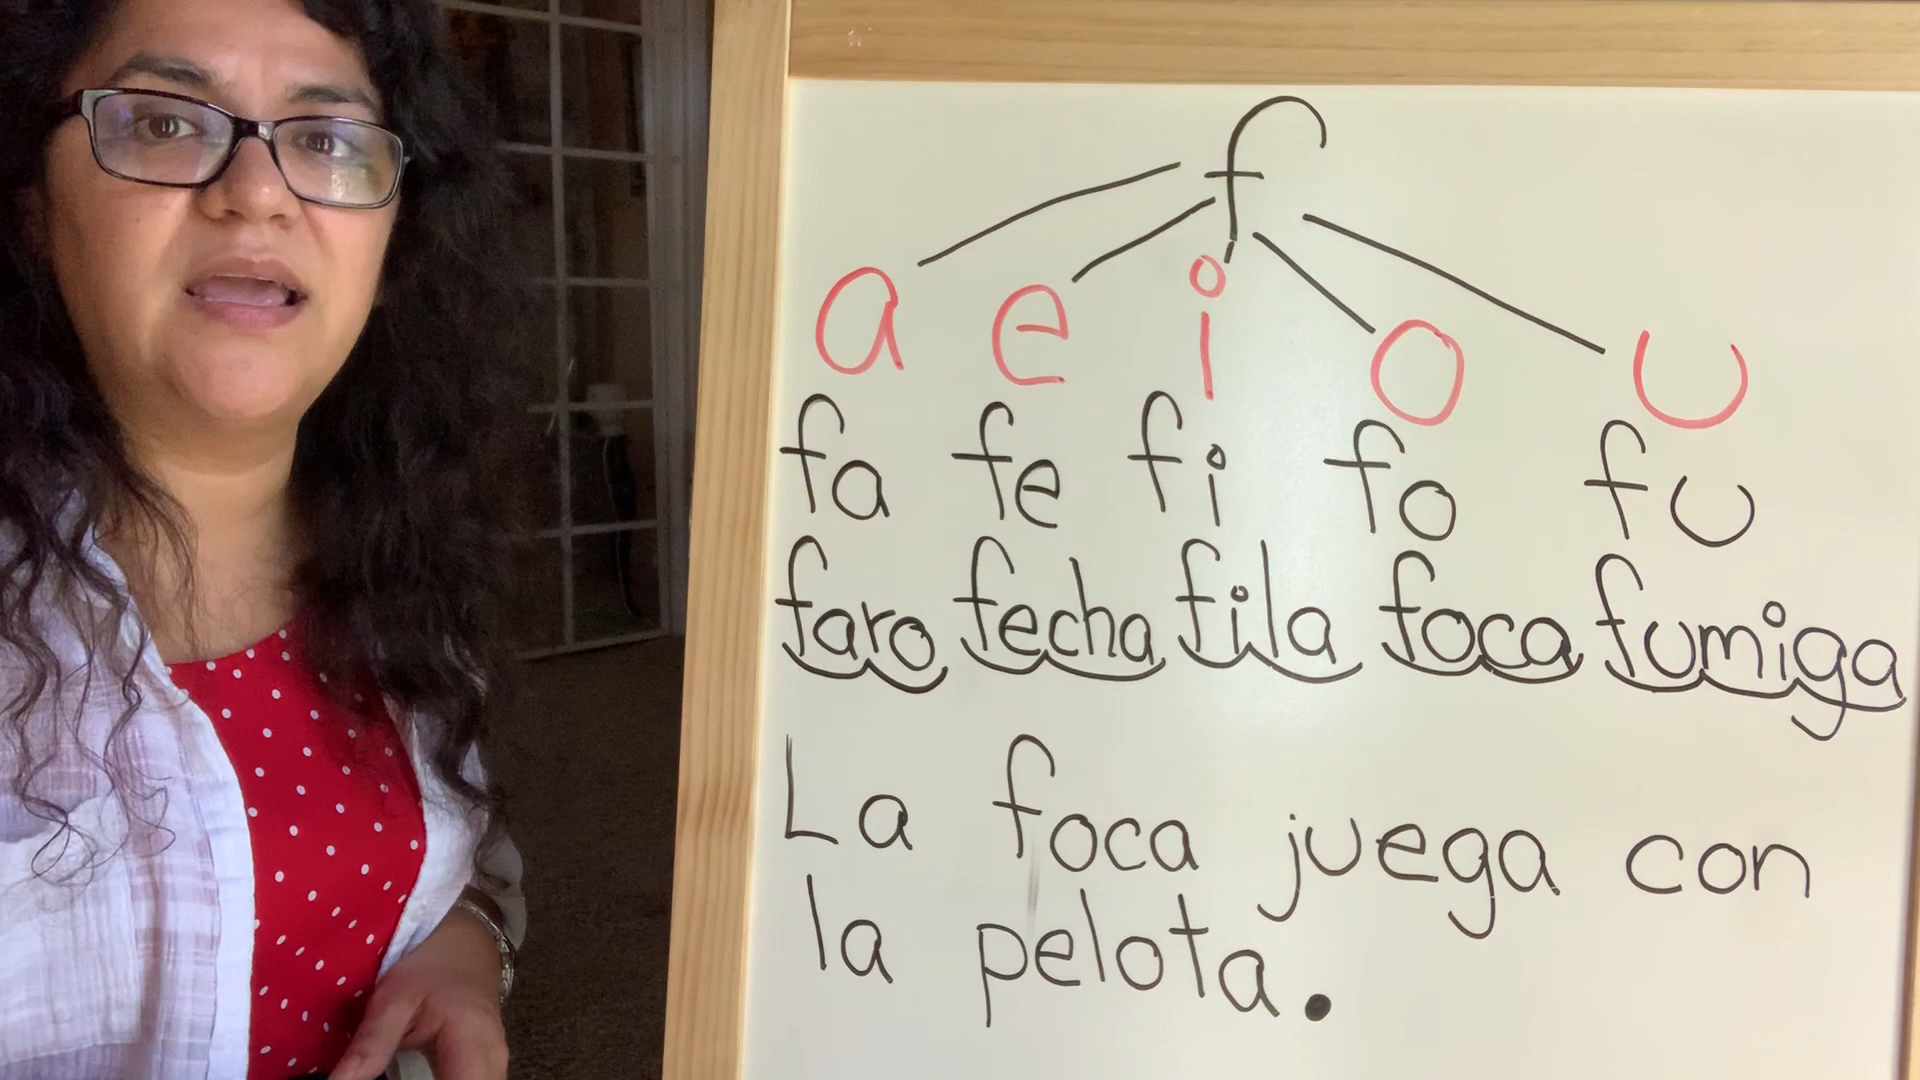 f
a e i o u
fa fe fi fo fu
faro fecha fila foca fumiga
La foca juega con
la pelota.